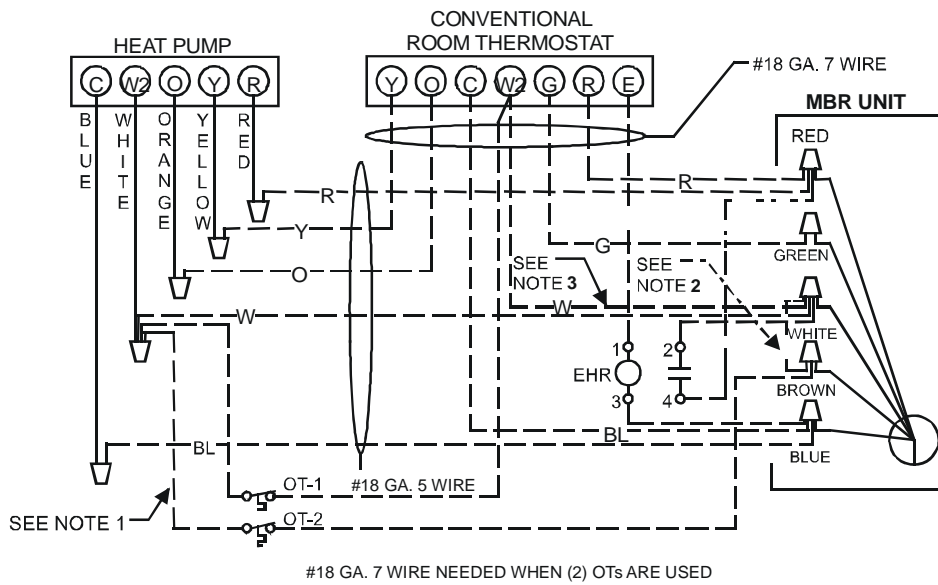 CONVENTIONAL
ROOM THERMOSTAT
HEAT PUMP
C W2 O Y R
Y O C W2 G R E
#18 GA. 7 WIRE
MBR UNIT
BLUE
WHITE
ORANGE
YELLOW
RED
RED
R
R
Y
G
GREEN
O
SEE
NOTE 3
SEE
NOTE 2
W
W
WHITE
1
2
EHR
3
4
BROWN
BL
BL
BLUE
OT-1
#18 GA. 5 WIRE
SEE NOTE 1
OT-2
#18 GA. 7 WIRE NEEDED WHEN (2) OTs ARE USED